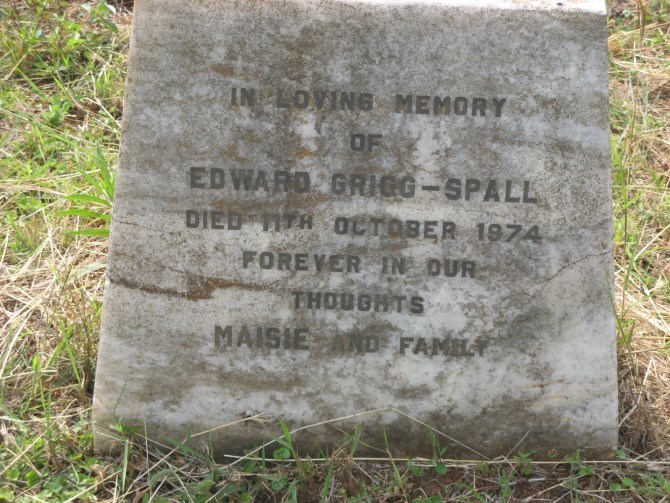 IN LOVING MEMORY
OF
EDWARD GRIGG-SPALL
DIED 11TH OCTOBER 1974
FOREVER IN OUR
THOUGHTS
MAISIE AND FAMILY